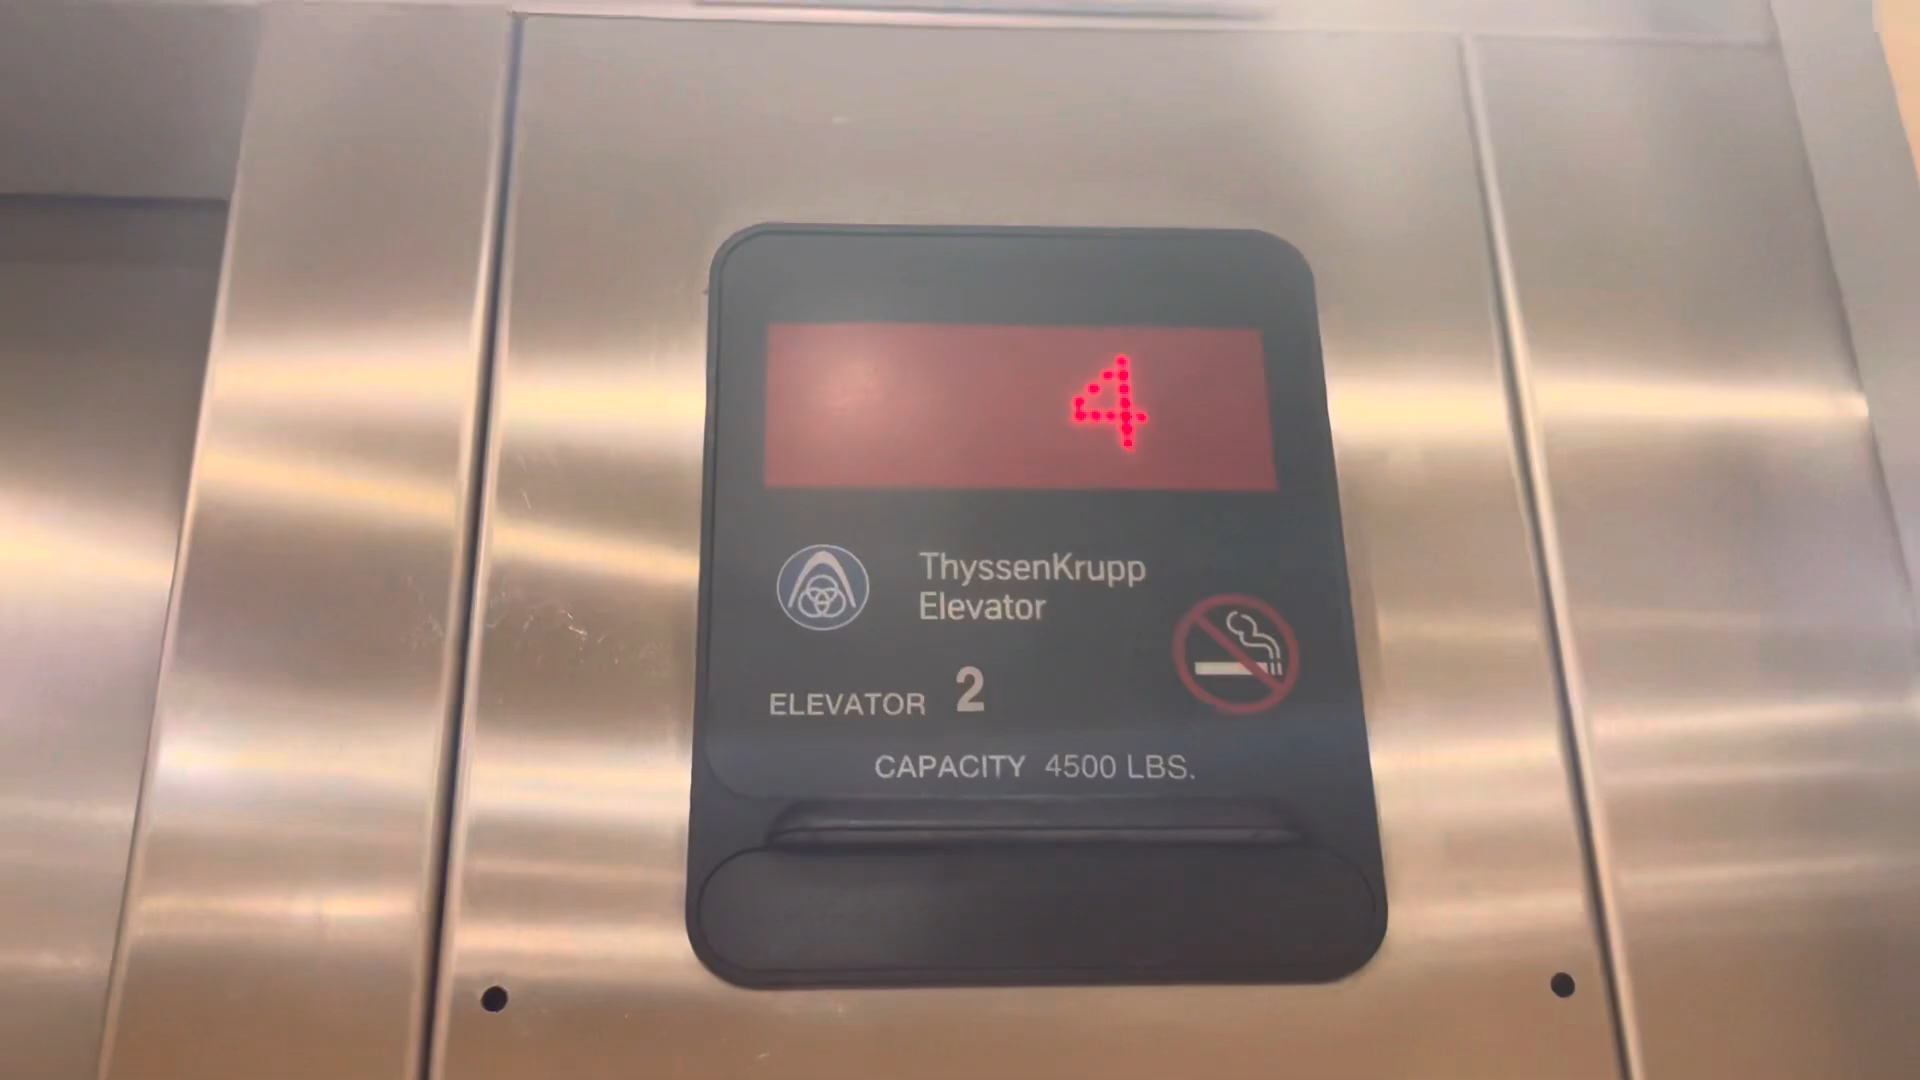 4
ThyssenKrupp
Elevator
ELEVATOR 2
CAPACITY 4500 LBS.